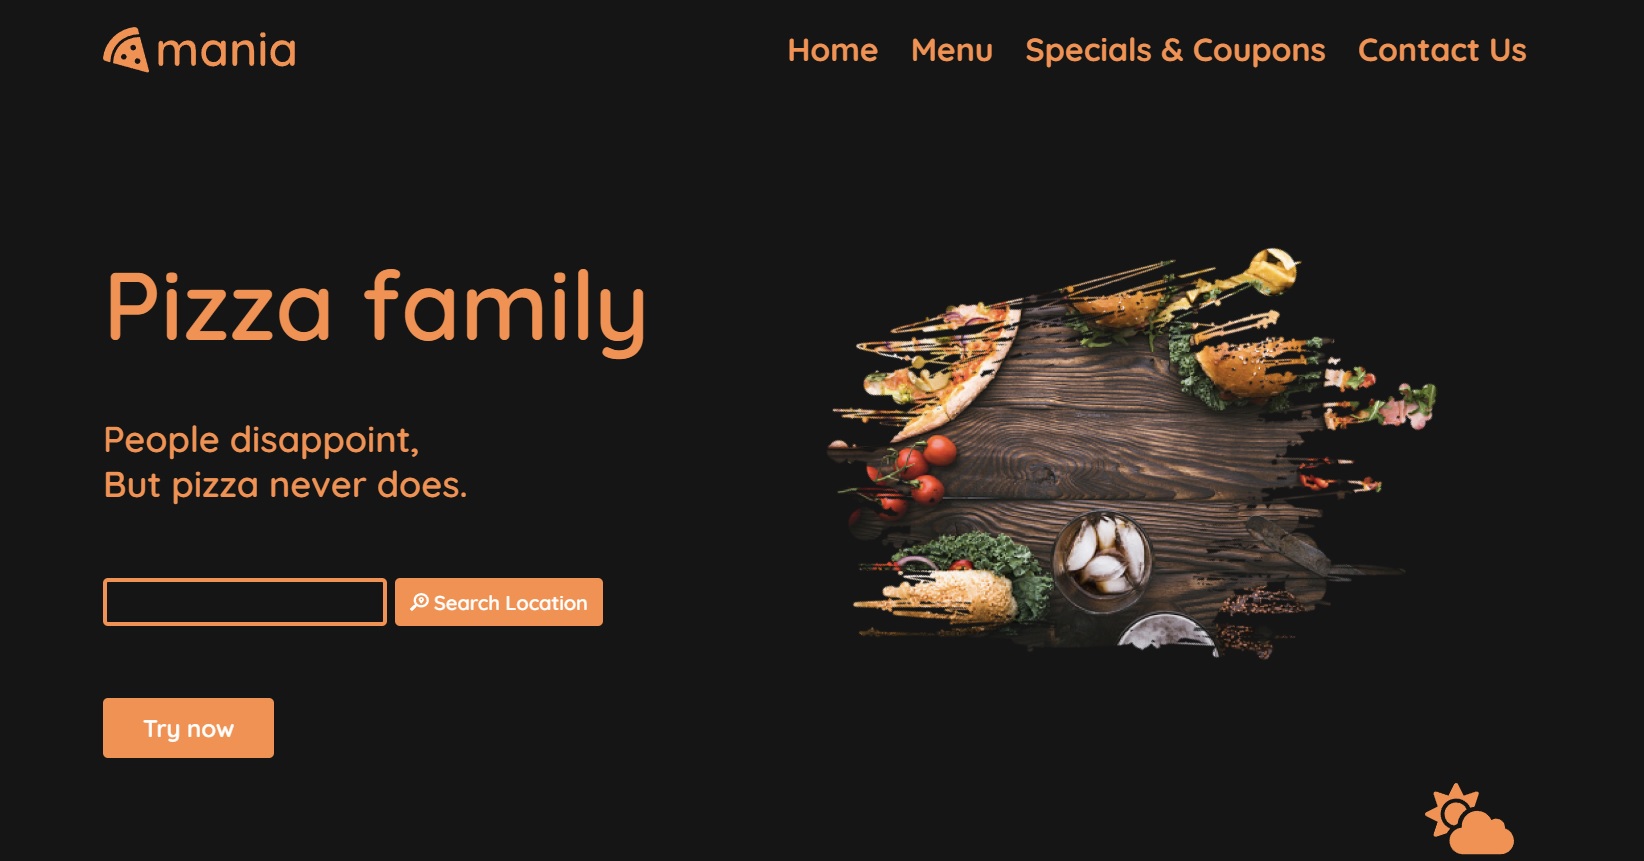 mania
Home Menu Specials & Coupons Contact Us
Pizza family
People disappoint,
But pizza never does.
Search Location
Try now